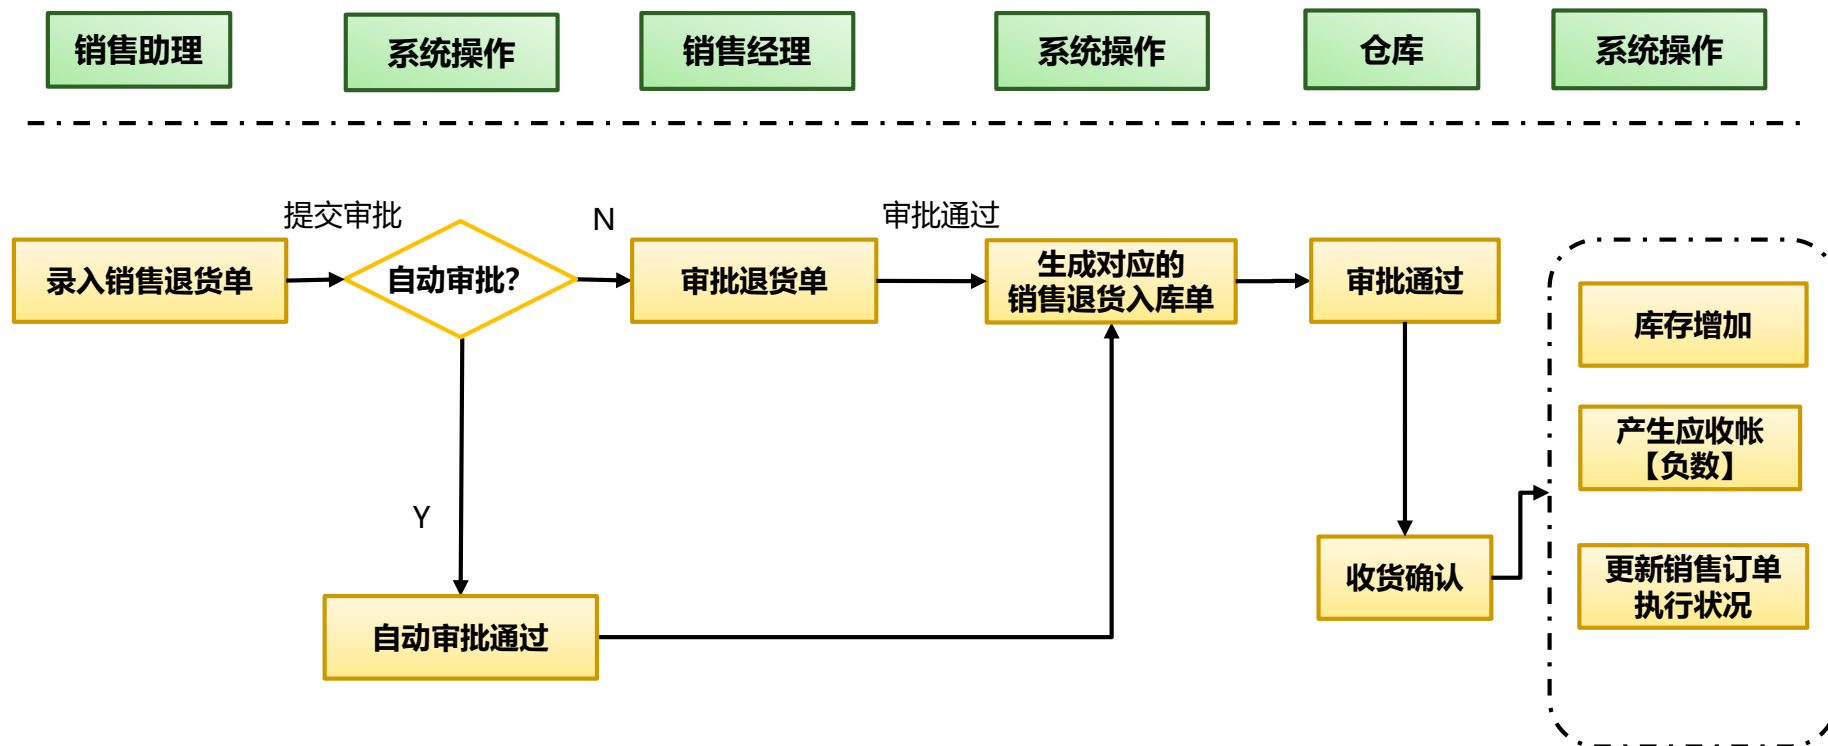 销售助理
系统操作
销售经理
系统操作
仓库
系统操作
提交审批
N
审批通过
录入销售退货单
自动审批?
审批退货单
生成对应的
销售退货入库单
审批通过
库存增加
产生应收帐
【负数】
Y
收货确认
更新销售订单
执行状况
自动审批通过